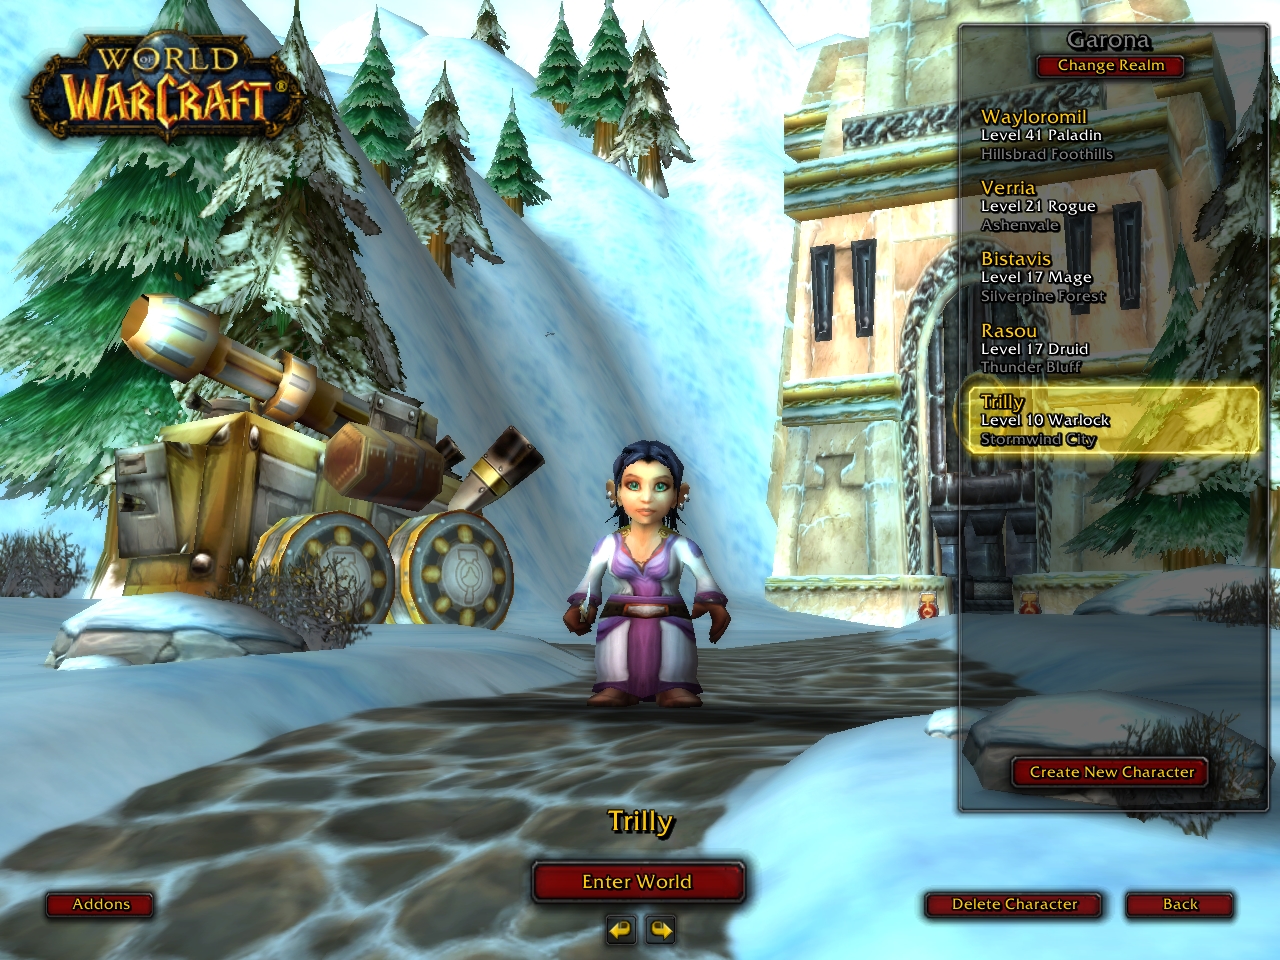 WORLD OF WARCRAFT®
Garona
Change Realm
Wayloromil
Level 41 Paladin
Hillsbrad Foothills
Verria
Level 21 Rogue
Ashenvale
Bistavis
Level 17 Mage
Silverpine Forest
Rasou
Level 17 Druid
Thunder Bluff
Trilly
Level 10 Warlock
Stormwind City
Create New Character
Trilly
Enter World
Addons
Delete Character
Back